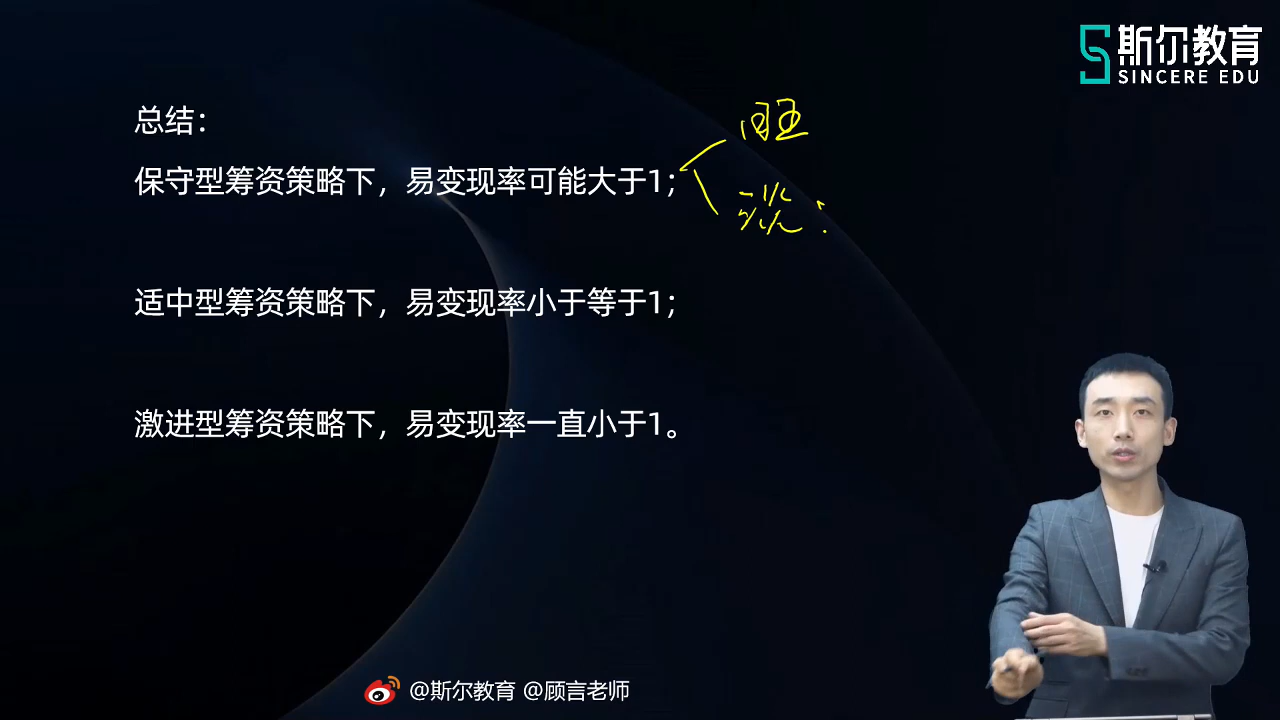 斯尔教育
SINCERE EDU
总结：
旺
保守型筹资策略下，易变现率可能大于1；
淡：
适中型筹资策略下，易变现率小于等于1；
激进型筹资策略下，易变现率一直小于1。
@斯尔教育 @顾言老师